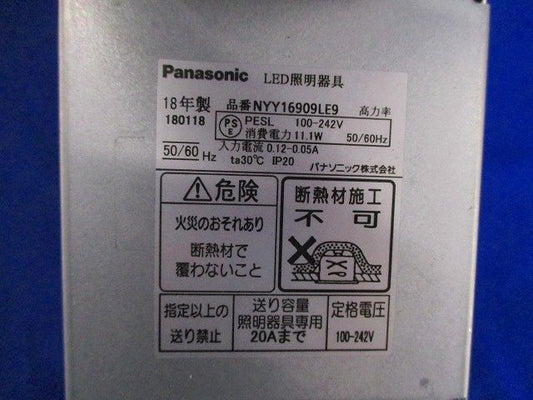 Panasonic LED照明器具
18年製 品番NYY16909LE9 高力率
180118 PSE PESL 100-242V
消費電力11.1W 50/60Hz
50/60 Hz 入力電流0.12-0.05A
ta30℃ IP20 パナソニック株式会社
⚠危険
火災のおそれあり
断熱材で
覆わないこと
断熱材施工
不可
指定以上の
送り禁止
送り容量
照明器具専用
20Aまで
定格電圧
100-242V